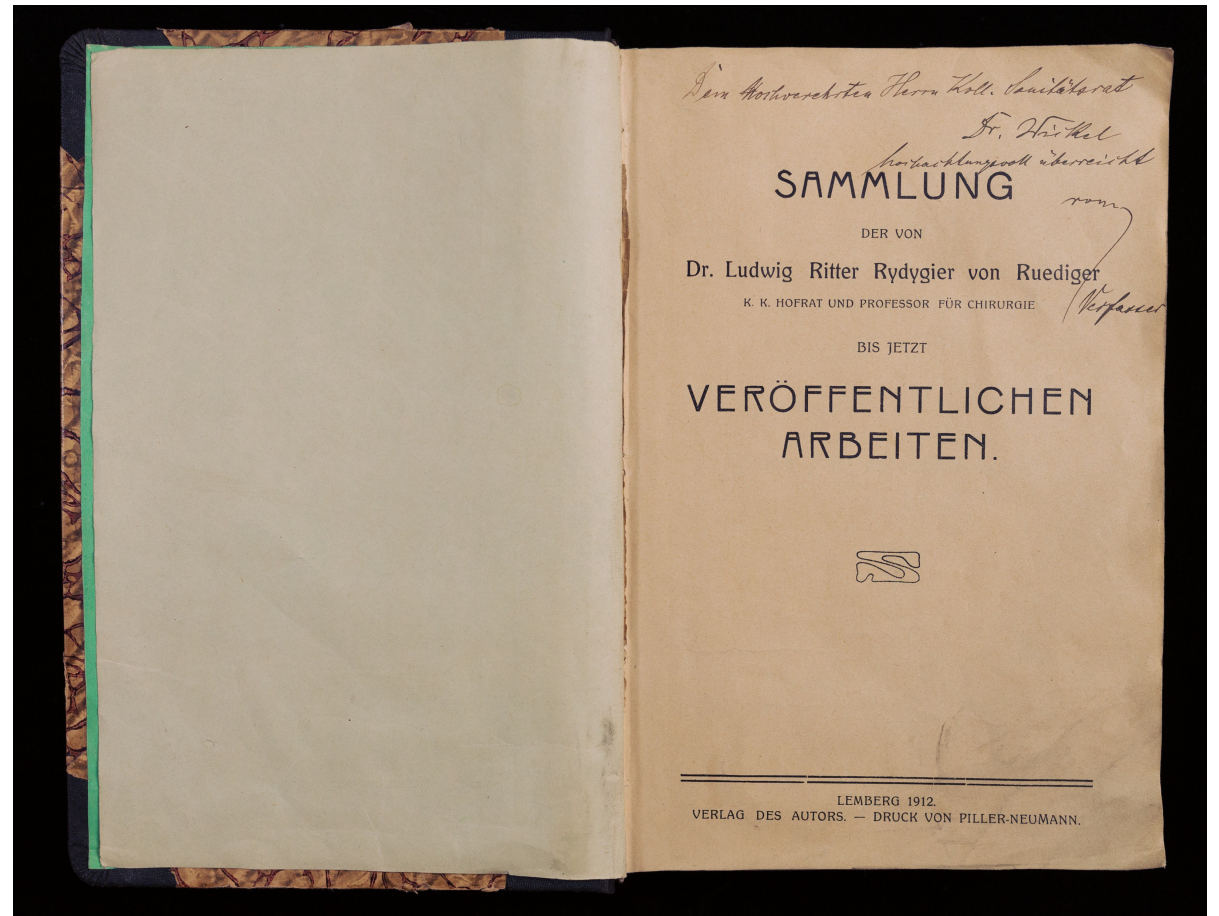 Dem Hochverehrten Herrn Koll. Sanitätsrat
Dr.
hochachtungsvoll überreicht
vom
Verfasser
SAMMLUNG
DER VON
Dr. Ludwig Ritter Rydygier von Ruediger
K. K. HOFRAT UND PROFESSOR FÜR CHIRURGIE
BIS JETZT
VERÖFFENTLICHEN
ARBEITEN.
LEMBERG 1912.
VERLAG DES AUTORS. — DRUCK VON PILLER-NEUMANN.